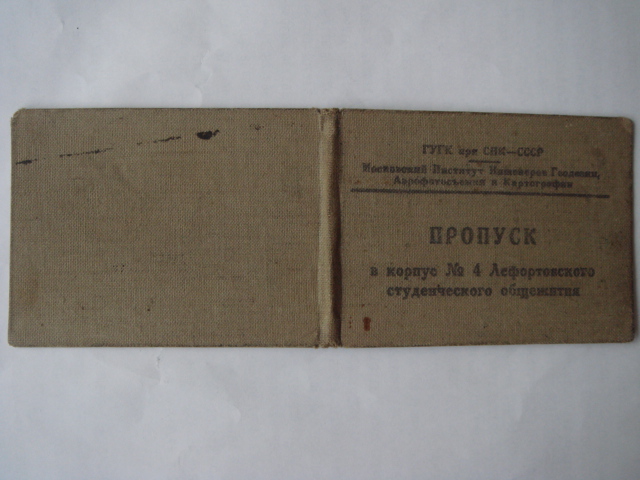 ГУГК при СНК—СССР
Московский Институт Инженеров Геодезии,
Аэрофотосъемки и Картографии
ПРОПУСК
в корпус № 4 Лефортовского
студенческого общежития